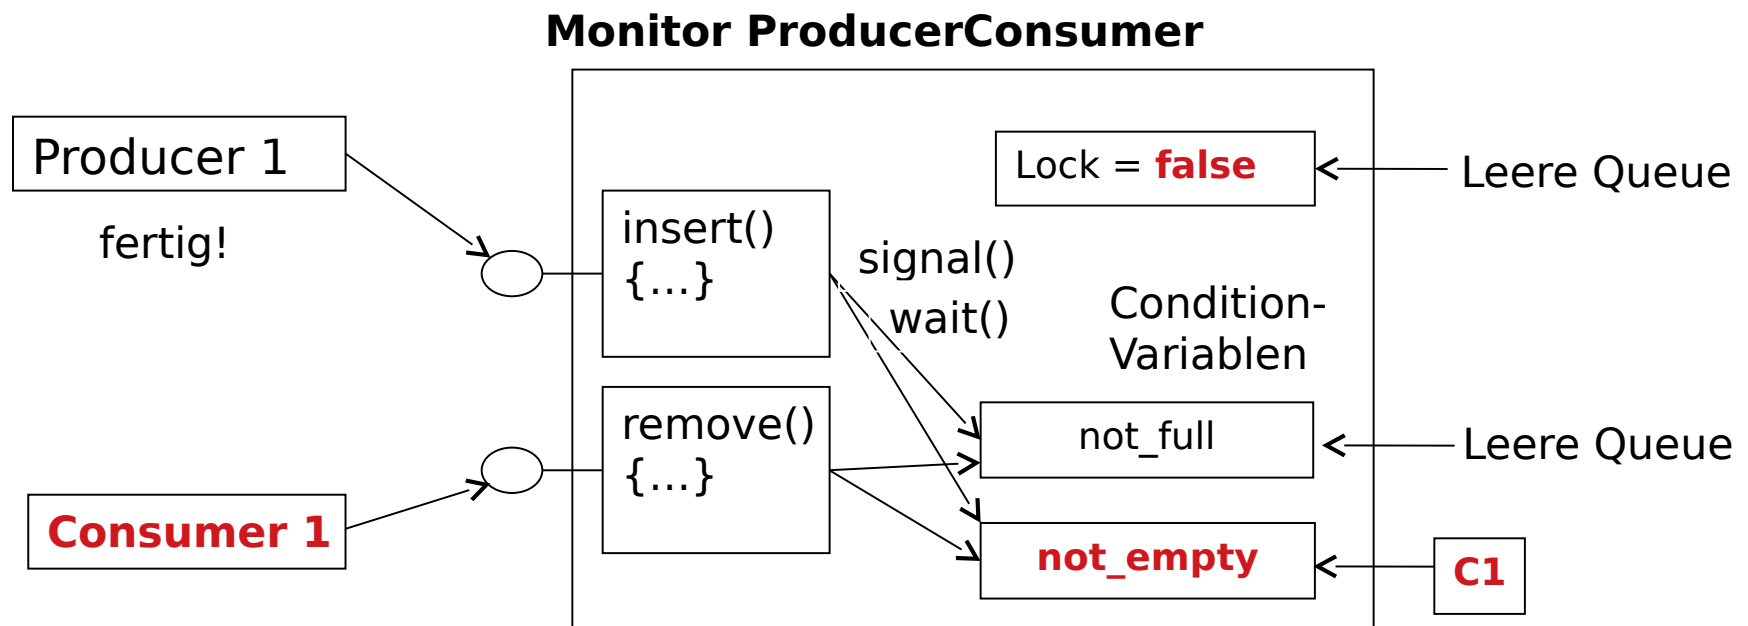 Monitor ProducerConsumer
Producer 1
fertig!
Lock = false
Leere Queue
insert()
{...}
signal()
wait()
Condition-
Variablen
remove()
{...}
not_full
Leere Queue
Consumer 1
not_empty
C1